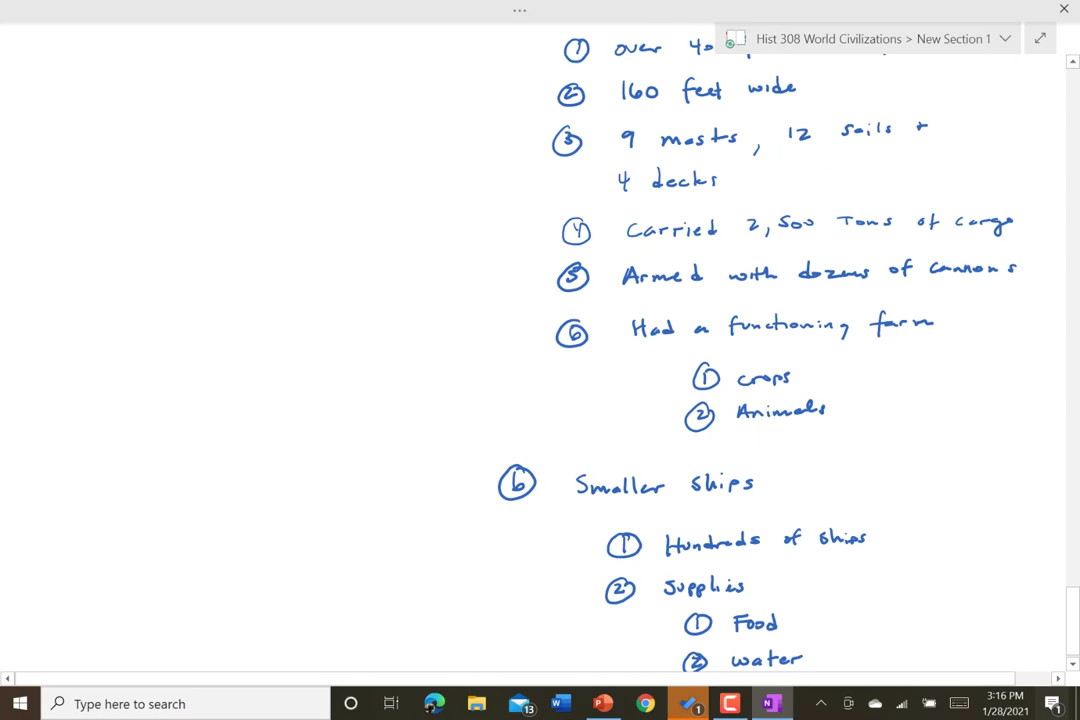 Hist 308 World Civilizations > New Section 1
① over 40
② 160 feet wide
③ 9 masts, 12 sails +
4 decks
④ Carried 2,500 Tons of cargo
⑤ Armed with dozens of cannons
⑥ Had a functioning farm
① crops
② Animals
⑥ Smaller ships
① Hundreds of ships
② Supplies
① Food
② water
Type here to search
13
1
3:16 PM
1/28/2021
1